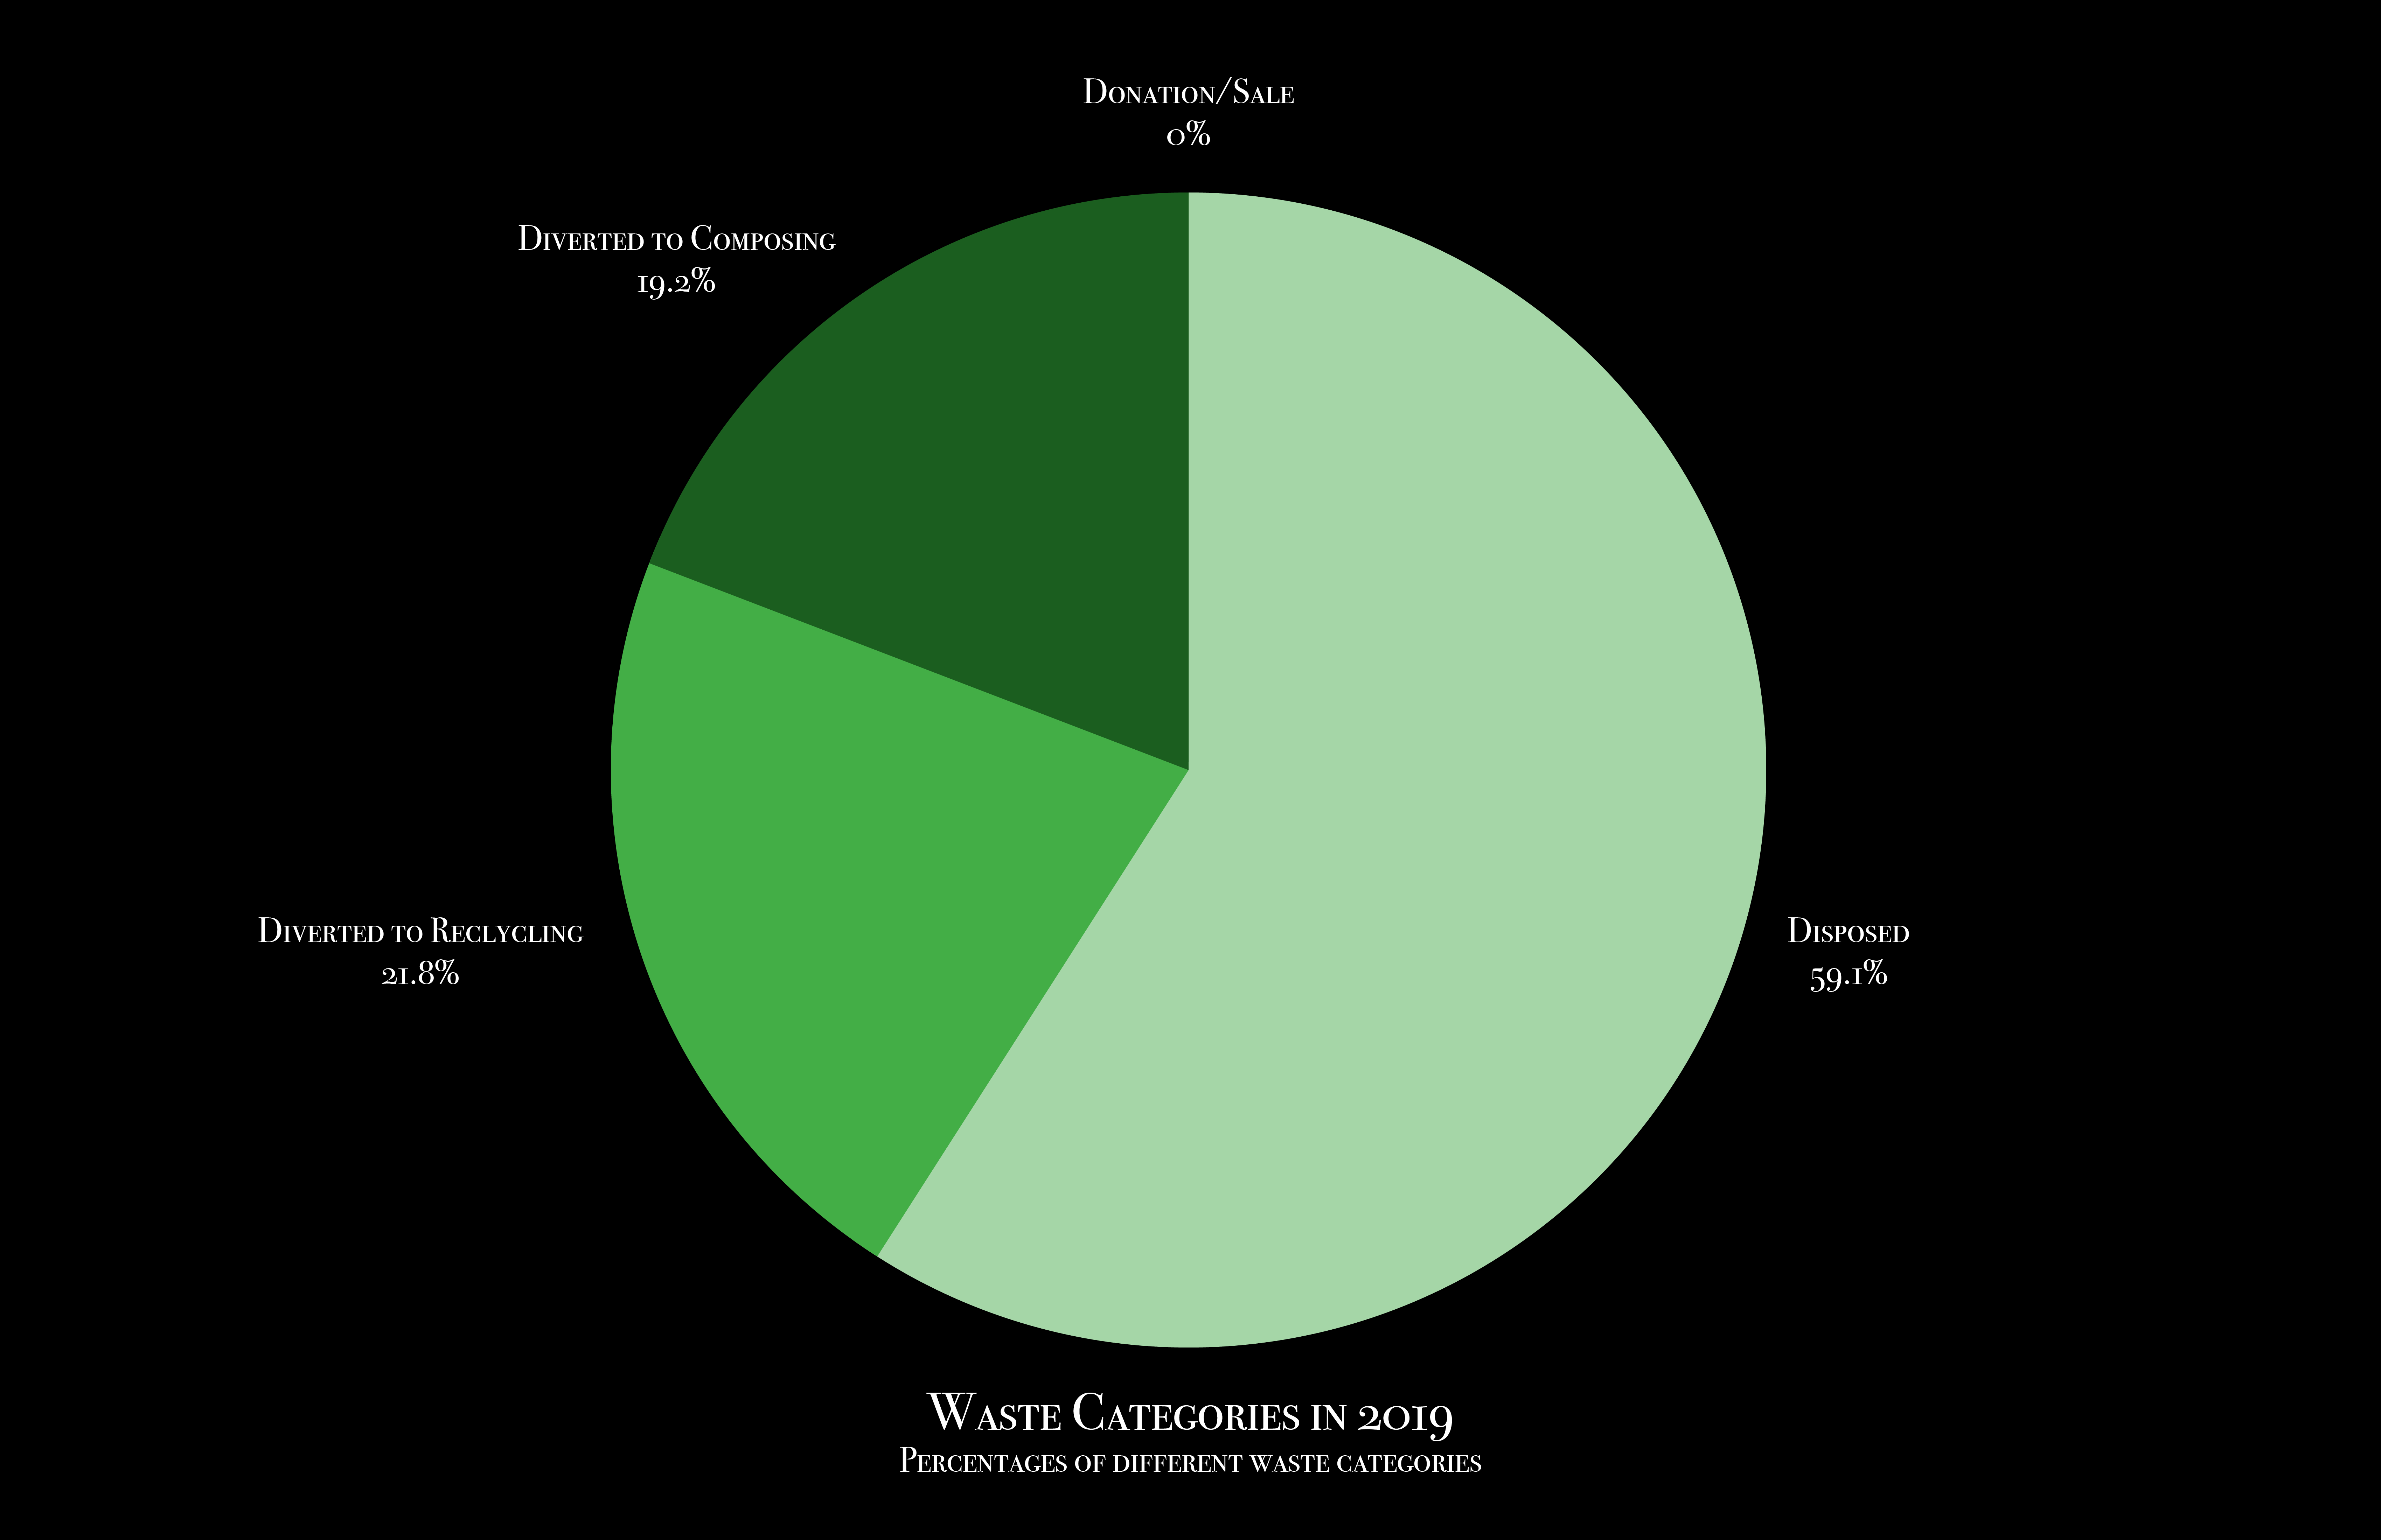 Donation/Sale
0%
Diverted to Composing
19.2%
Diverted to Reclycling
21.8%
Disposed
59.1%
Waste Categories in 2019
Percentages of different waste categories